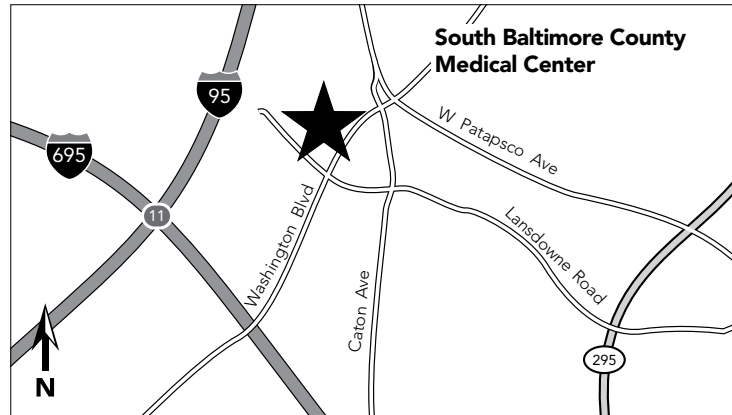 South Baltimore County
Medical Center
95
W Patapsco Ave
695
11
Washington Blvd
Lansdowne Road
Caton Ave
295
N